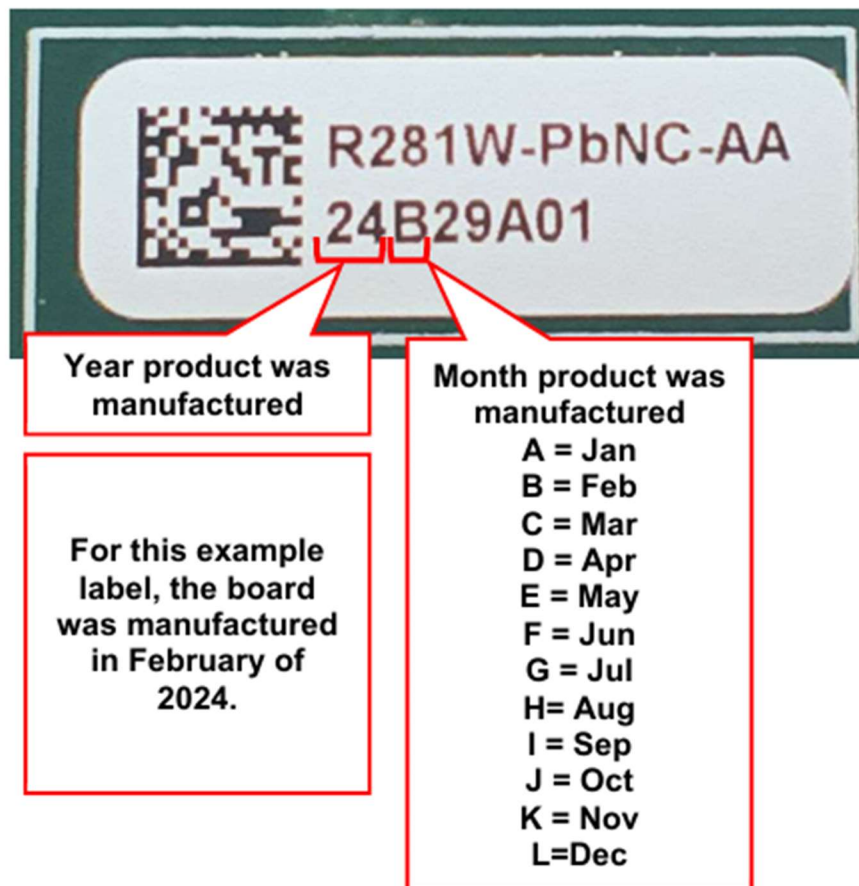 R281W-PbNC-AA
24B29A01
Year product was
manufactured
For this example
label, the board
was manufactured
in February of
2024.
Month product was
manufactured
A = Jan
B = Feb
C = Mar
D = Apr
E = May
F = Jun
G = Jul
H= Aug
I = Sep
J = Oct
K = Nov
L=Dec